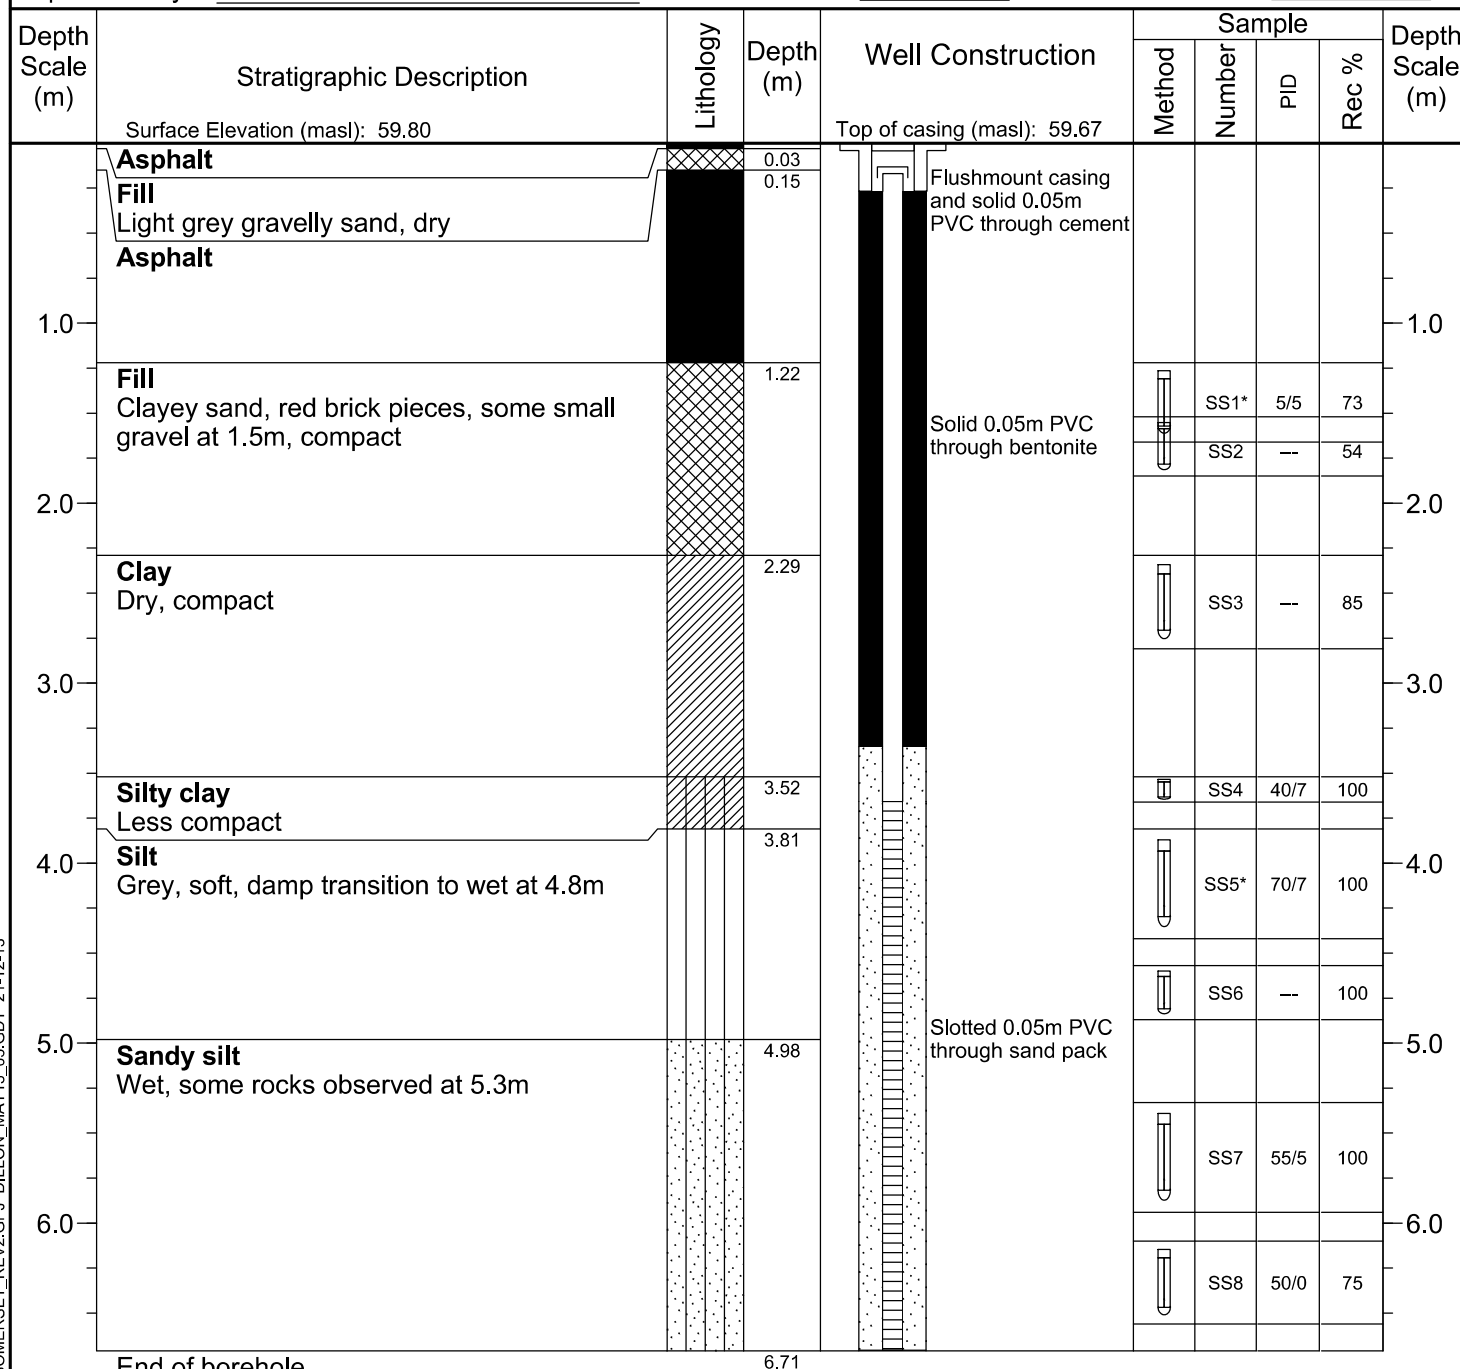 Depth Scale (m)
Stratigraphic Description
Surface Elevation (masl): 59.80
Lithology
Depth (m)
Well Construction
Top of casing (masl): 59.67
Sample
Method
Number
PID
Rec %
Depth Scale (m)
Asphalt
0.03
Flushmount casing
and solid 0.05m
PVC through cement
Fill
0.15
Light grey gravelly sand, dry
Asphalt
1.0
1.0
Fill
1.22
Clayey sand, red brick pieces, some small
gravel at 1.5m, compact
SS1* 5/5 73
Solid 0.05m PVC
through bentonite
SS2 --- 54
2.0
2.0
Clay
2.29
Dry, compact
SS3 --- 85
3.0
3.0
Silty clay
3.52
Less compact
SS4 40/7 100
3.81
Silt
4.0
4.0
Grey, soft, damp transition to wet at 4.8m
SS5* 70/7 100
SS6 --- 100
Slotted 0.05m PVC
through sand pack
5.0
5.0
Sandy silt
4.98
Wet, some rocks observed at 5.3m
SS7 55/5 100
6.0
6.0
SS8 50/0 75
End of borehole
6.71